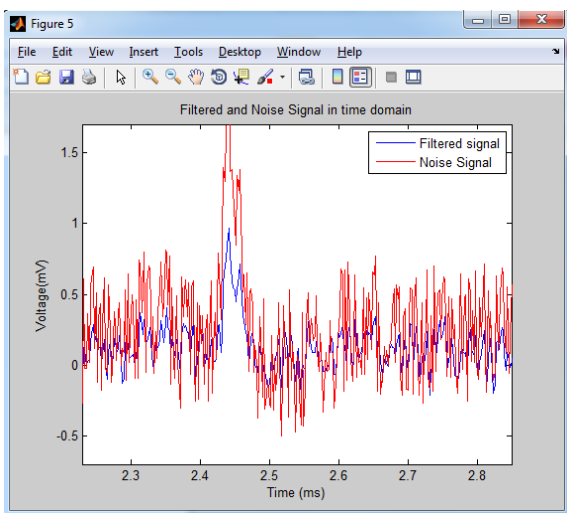 Figure 5
File Edit View Insert Tools Desktop Window Help
Filtered and Noise Signal in time domain
Filtered signal
Noise Signal
1.5
1
0.5
0
-0.5
Voltage(mV)
2.3 2.4 2.5 2.6 2.7 2.8
Time (ms)